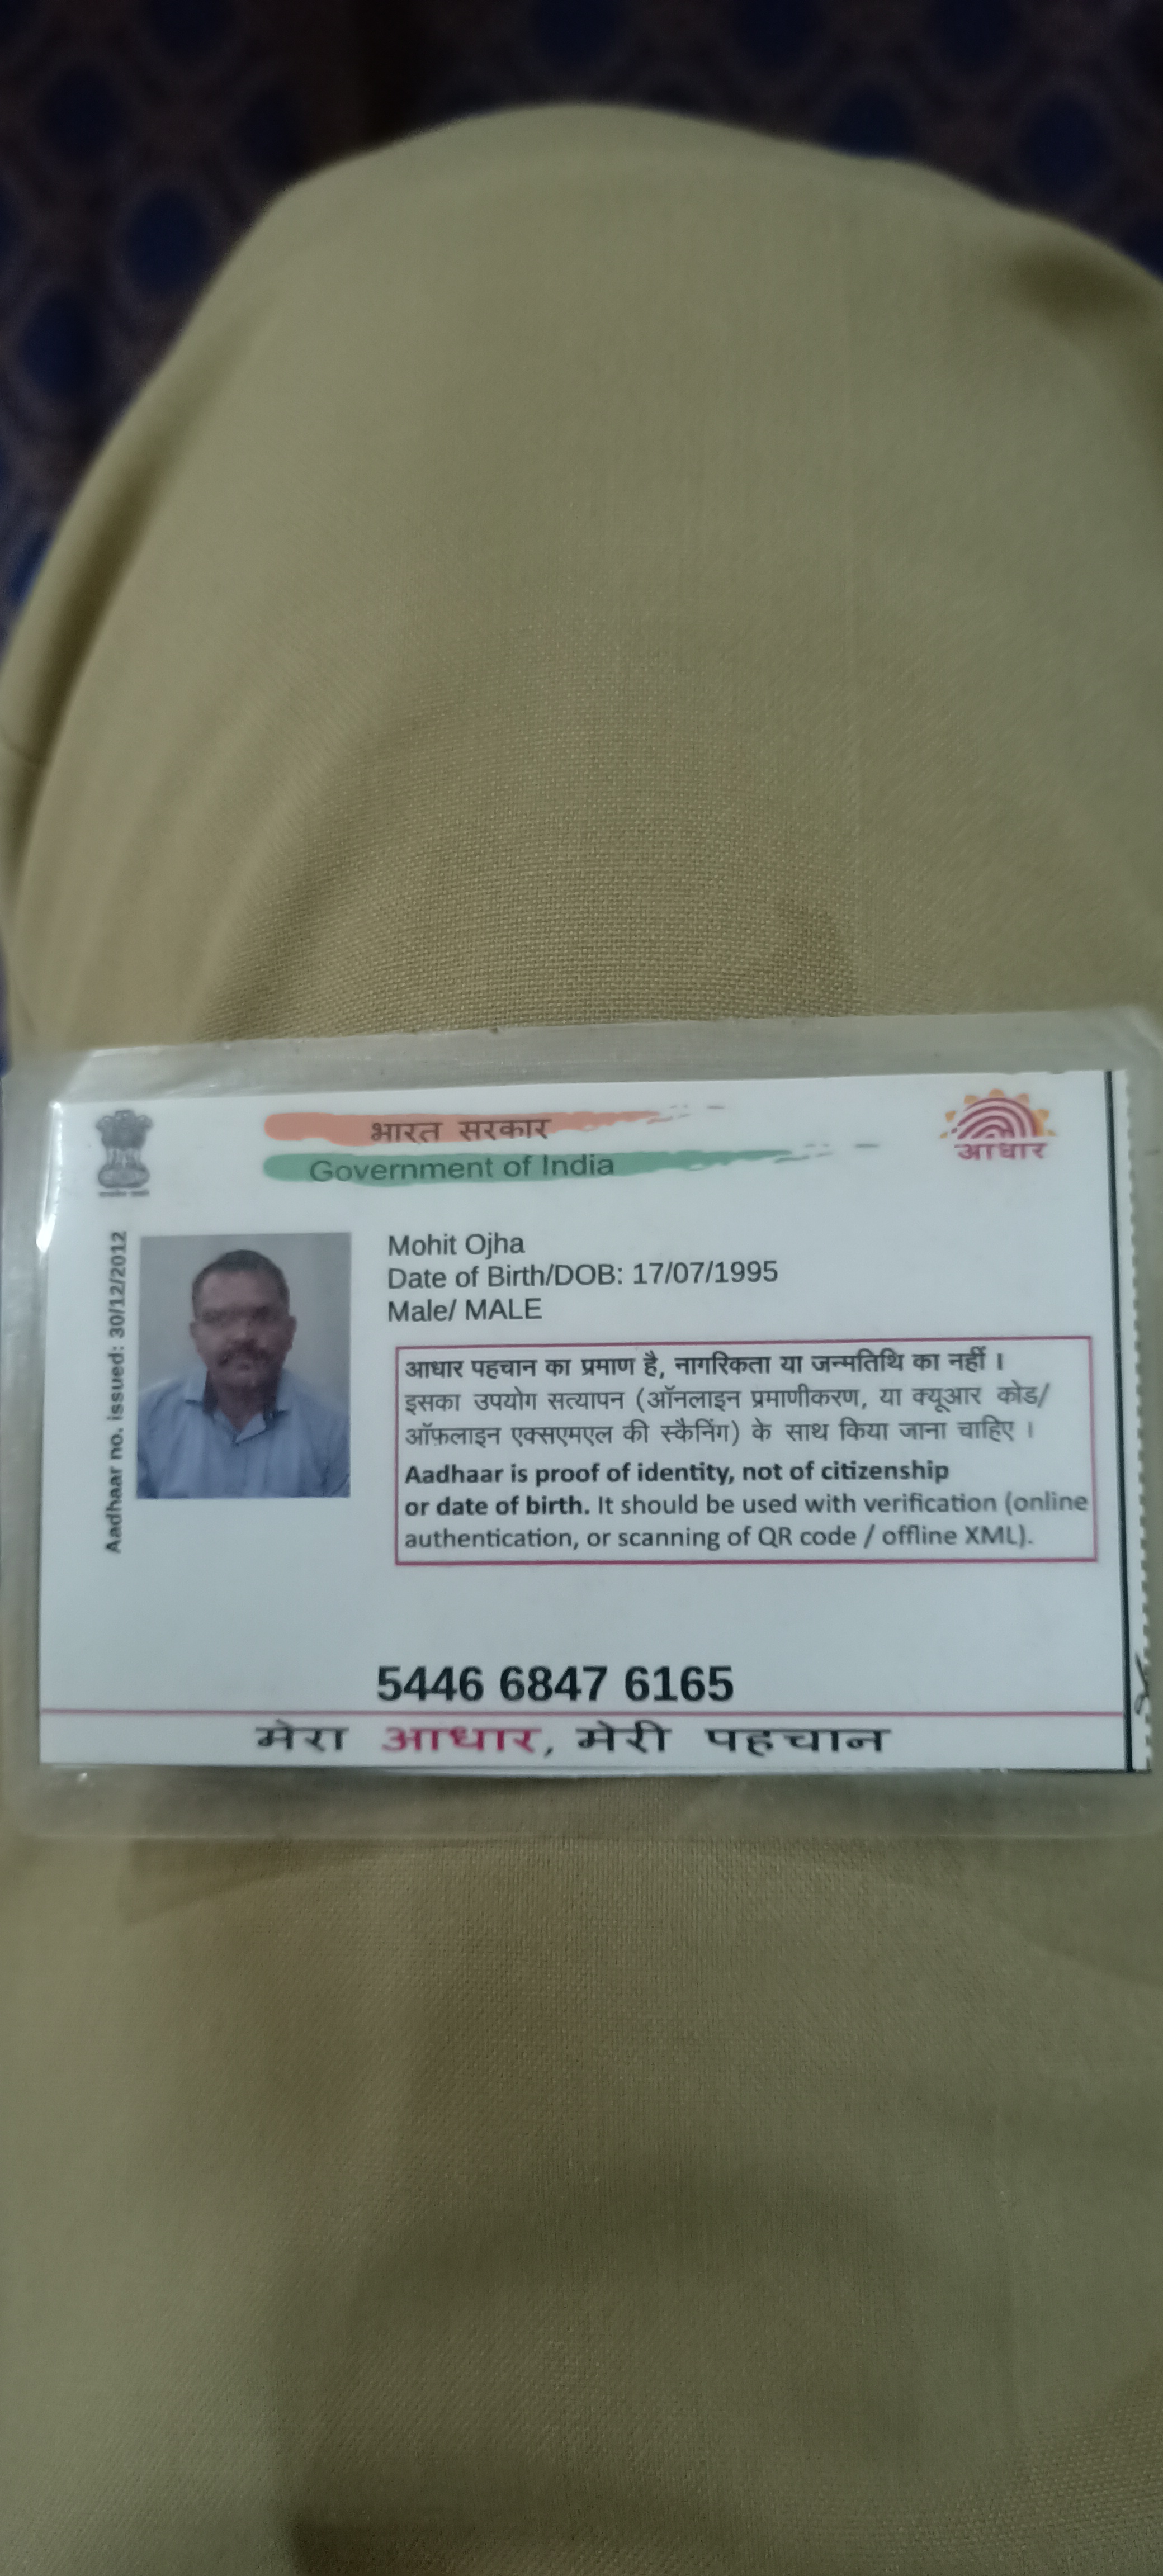 भारत सरकार
Government of India
आधार
Aadhaar no. issued: 30/12/2012
Mohit Ojha
Date of Birth/DOB: 17/07/1995
Male/ MALE
आधार पहचान का प्रमाण है, नागरिकता या जन्मतिथि का नहीं ।
इसका उपयोग सत्यापन (ऑनलाइन प्रमाणीकरण, या क्यूआर कोड/
ऑफ़लाइन एक्सएमएल की स्कैनिंग) के साथ किया जाना चाहिए ।
Aadhaar is proof of identity, not of citizenship
or date of birth. It should be used with verification (online
authentication, or scanning of QR code / offline XML).
5446 6847 6165
मेरा आधार, मेरी पहचान